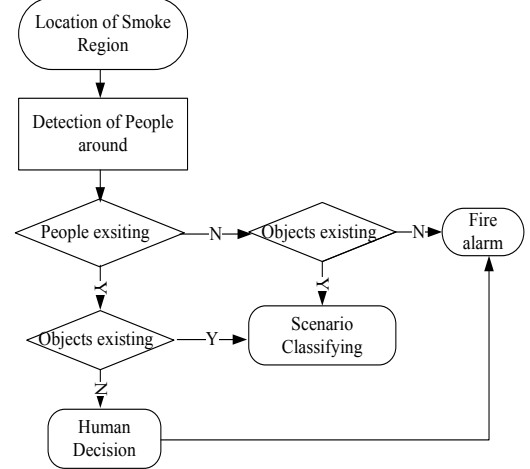 Location of Smoke
Region
Detection of People
around
People exsiting
N
Objects existing
N
Fire
alarm
Y
Y
Objects existing
Y
Scenario
Classifying
N
Human
Decision